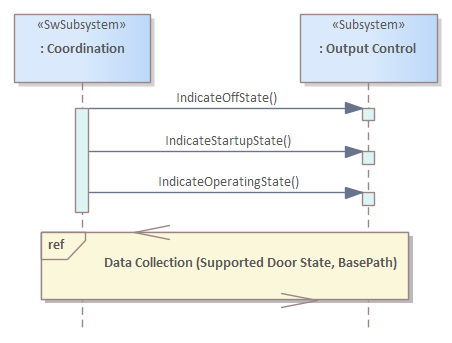 «SwSubsystem»
: Coordination
«Subsystem»
: Output Control
IndicateOffState()
IndicateStartupState()
IndicateOperatingState()
ref
Data Collection (Supported Door State, BasePath)